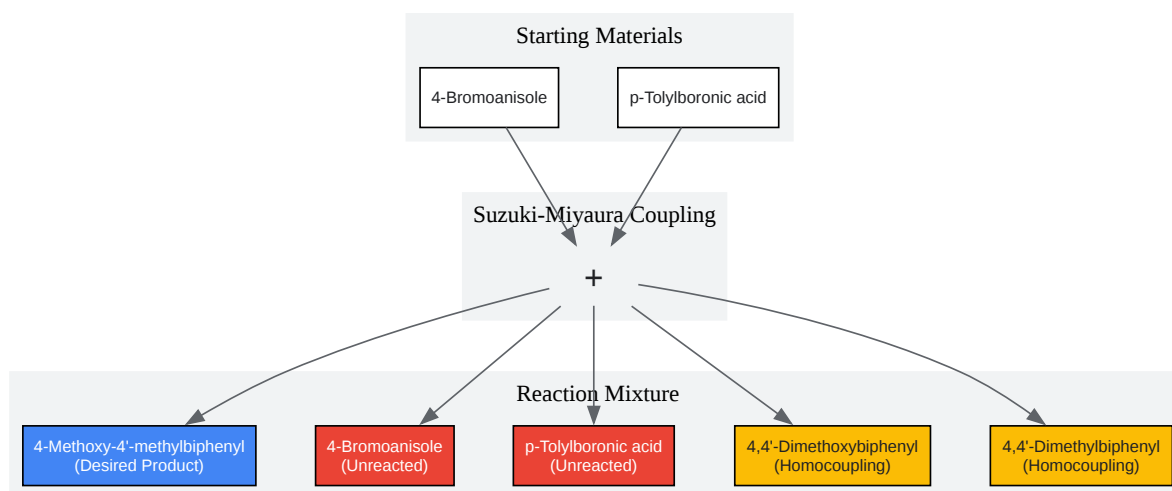 Starting Materials
4-Bromoanisole
p-Tolylboronic acid
Suzuki-Miyaura Coupling
+
Reaction Mixture
4-Methoxy-4'-methylbiphenyl
(Desired Product)
4-Bromoanisole
(Unreacted)
p-Tolylboronic acid
(Unreacted)
4,4'-Dimethoxybiphenyl
(Homocoupling)
4,4'-Dimethylbiphenyl
(Homocoupling)